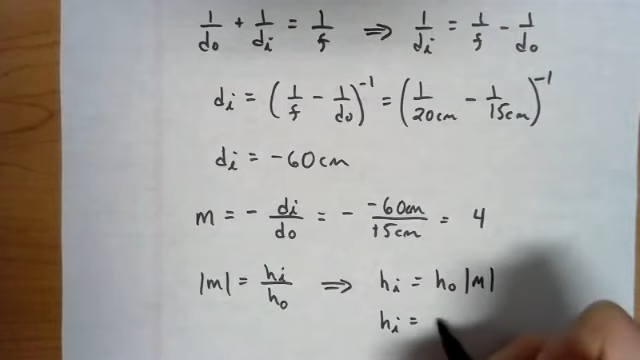 1/do + 1/di = 1/f ⇒ 1/di = 1/f - 1/do
di = (1/f - 1/do)^-1 = (1/20cm - 1/15cm)^-1
di = -60cm
m = - di/do = - -60cm/+15cm = 4
|m| = hi/ho ⇒ hi = ho |m|
hi =